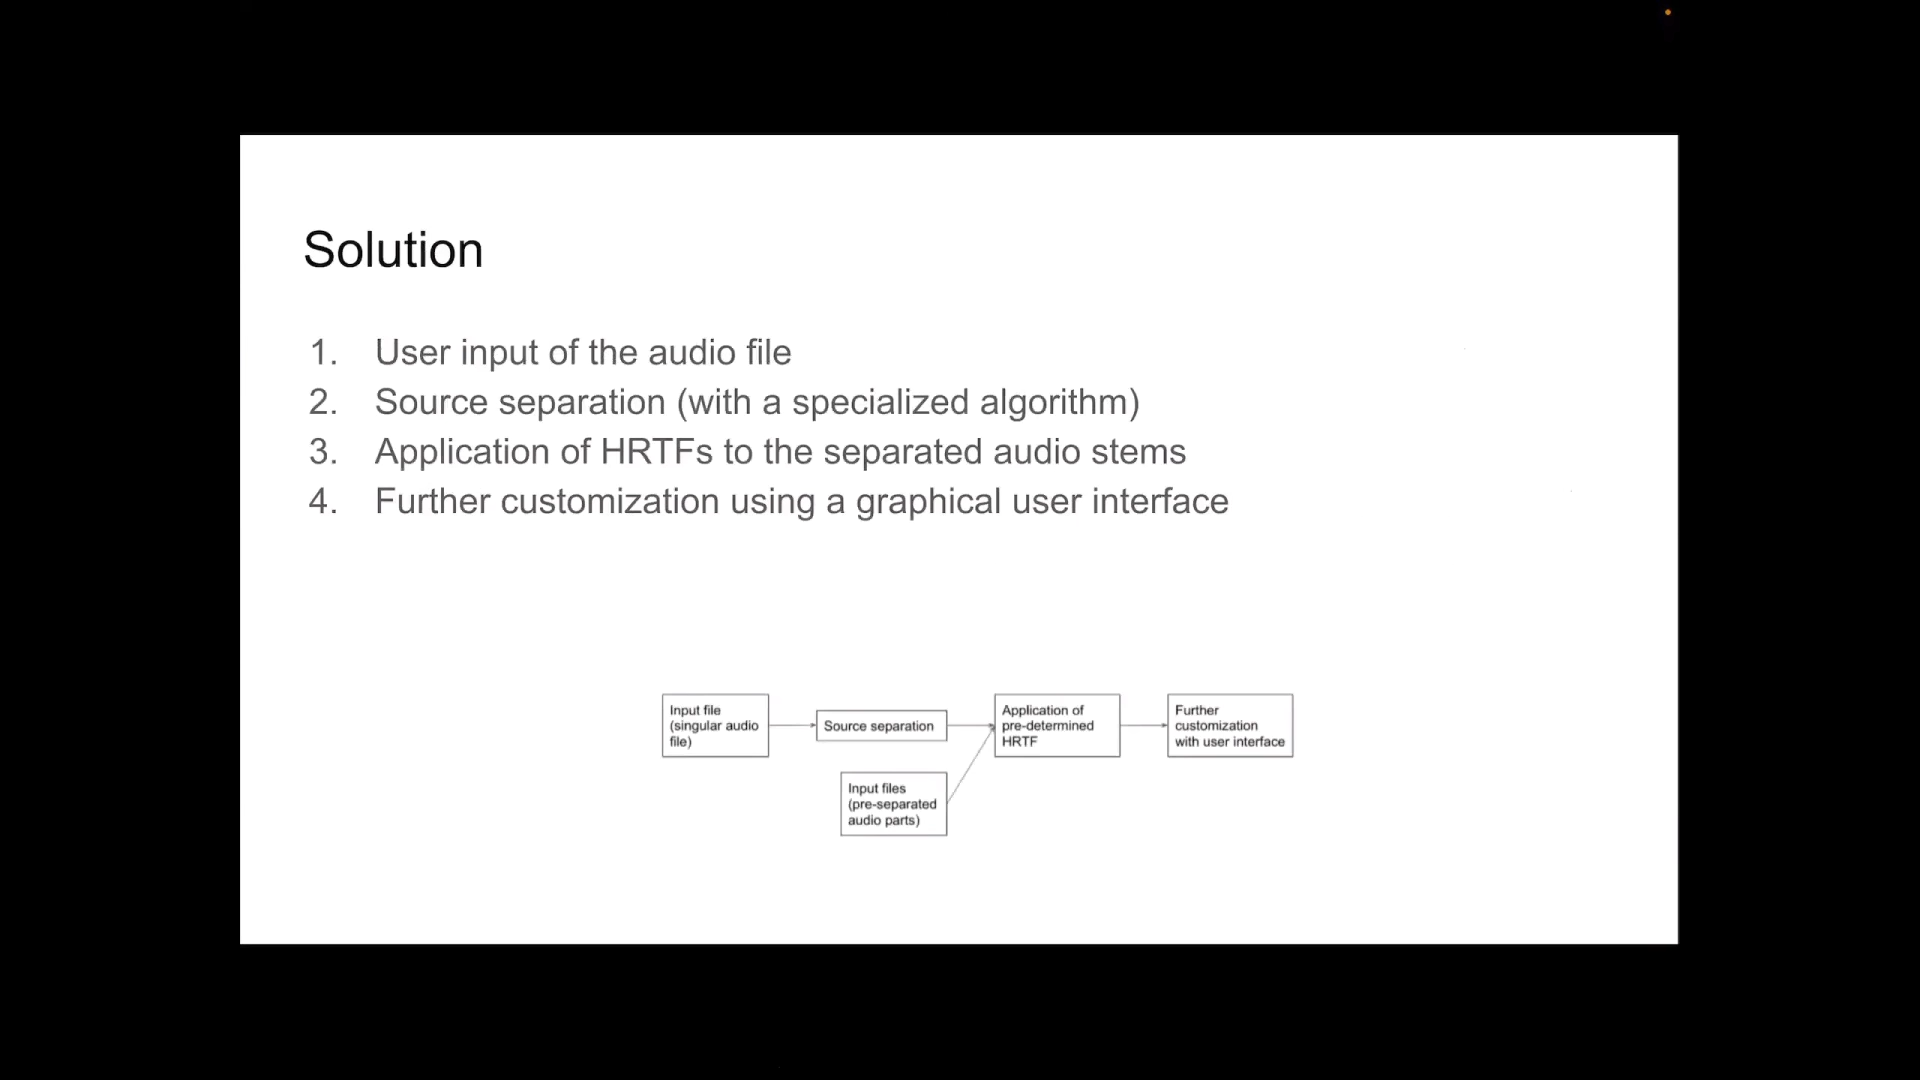 Solution
1. User input of the audio file
2. Source separation (with a specialized algorithm)
3. Application of HRTFs to the separated audio stems
4. Further customization using a graphical user interface
Input file
(singular audio
file)
Source separation
Application of
pre-determined
HRTF
Further
customization
with user interface
Input files
(pre-separated
audio parts)